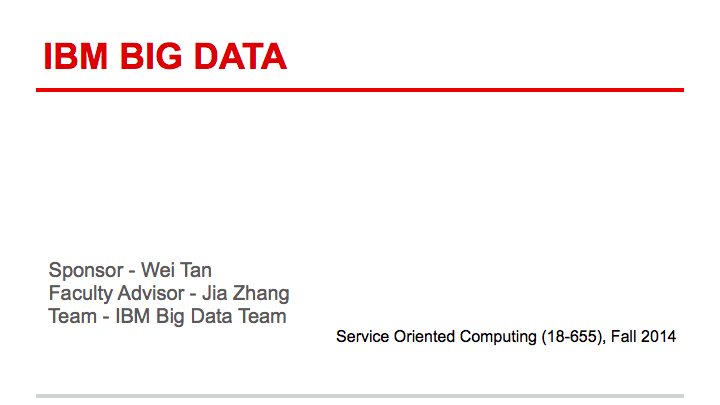 IBM BIG DATA
Sponsor - Wei Tan
Faculty Advisor - Jia Zhang
Team - IBM Big Data Team
Service Oriented Computing (18-655), Fall 2014